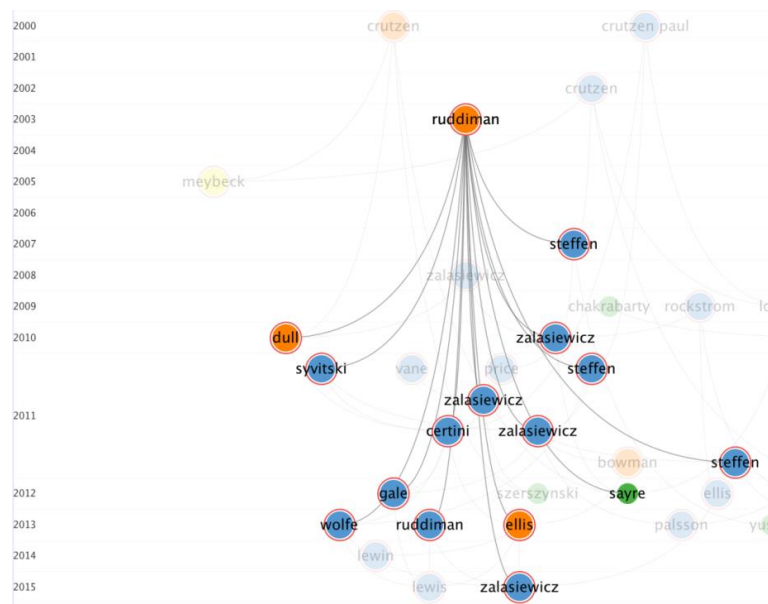 2000 crutzen crutzen paul
2001
2002 crutzen
2003 ruddiman
2004
2005 meybeck
2006
2007 steffen
2008 zalasiewicz
2009 chakrabarty rockstrom
2010 dull zalasiewicz
syvitski vane price steffen
zalasiewicz
2011
certini zalasiewicz
bowman steffen
2012 gale szerszynski sayre ellis
2013 wolfe ruddiman ellis palsson
2014 lewin
2015 lewis zalasiewicz